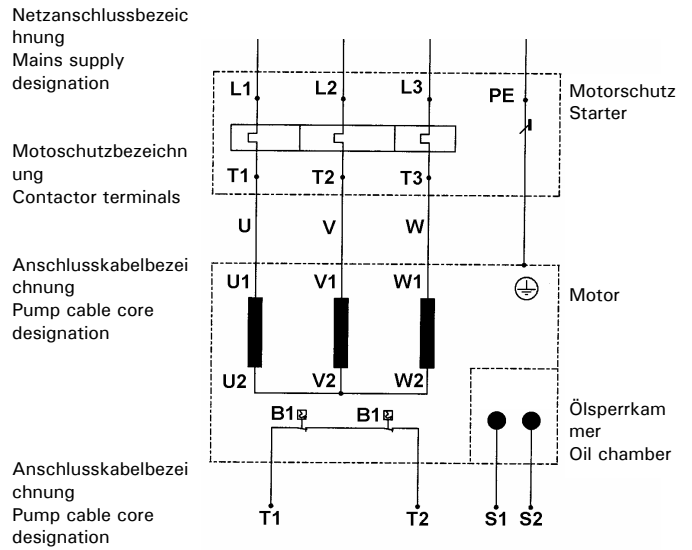 Netzanschlussbezeic
hnung
Mains supply
designation
L1 L2 L3 PE
Motorschutz
Starter
Motoschutzbezeichn
ung
Contactor terminals
T1 T2 T3
U V W
Anschlusskabelbezei
chnung
Pump cable core
designation
U1 V1 W1
Motor
U2 V2 W2
B1 B1
Ölsperrkam
mer
Oil chamber
Anschlusskabelbezei
chnung
Pump cable core
designation
T1 T2 S1 S2